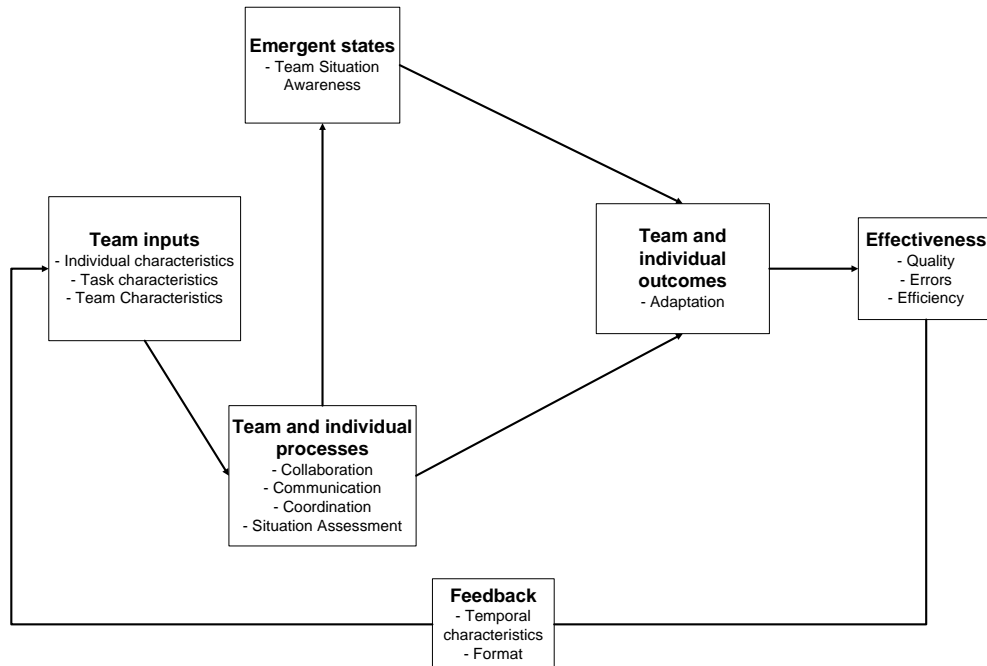 Emergent states
- Team Situation
Awareness
Team inputs
- Individual characteristics
- Task characteristics
- Team Characteristics
Team and
individual
outcomes
- Adaptation
Effectiveness
- Quality
- Errors
- Efficiency
Team and individual
processes
- Collaboration
- Communication
- Coordination
- Situation Assessment
Feedback
- Temporal
characteristics
- Format